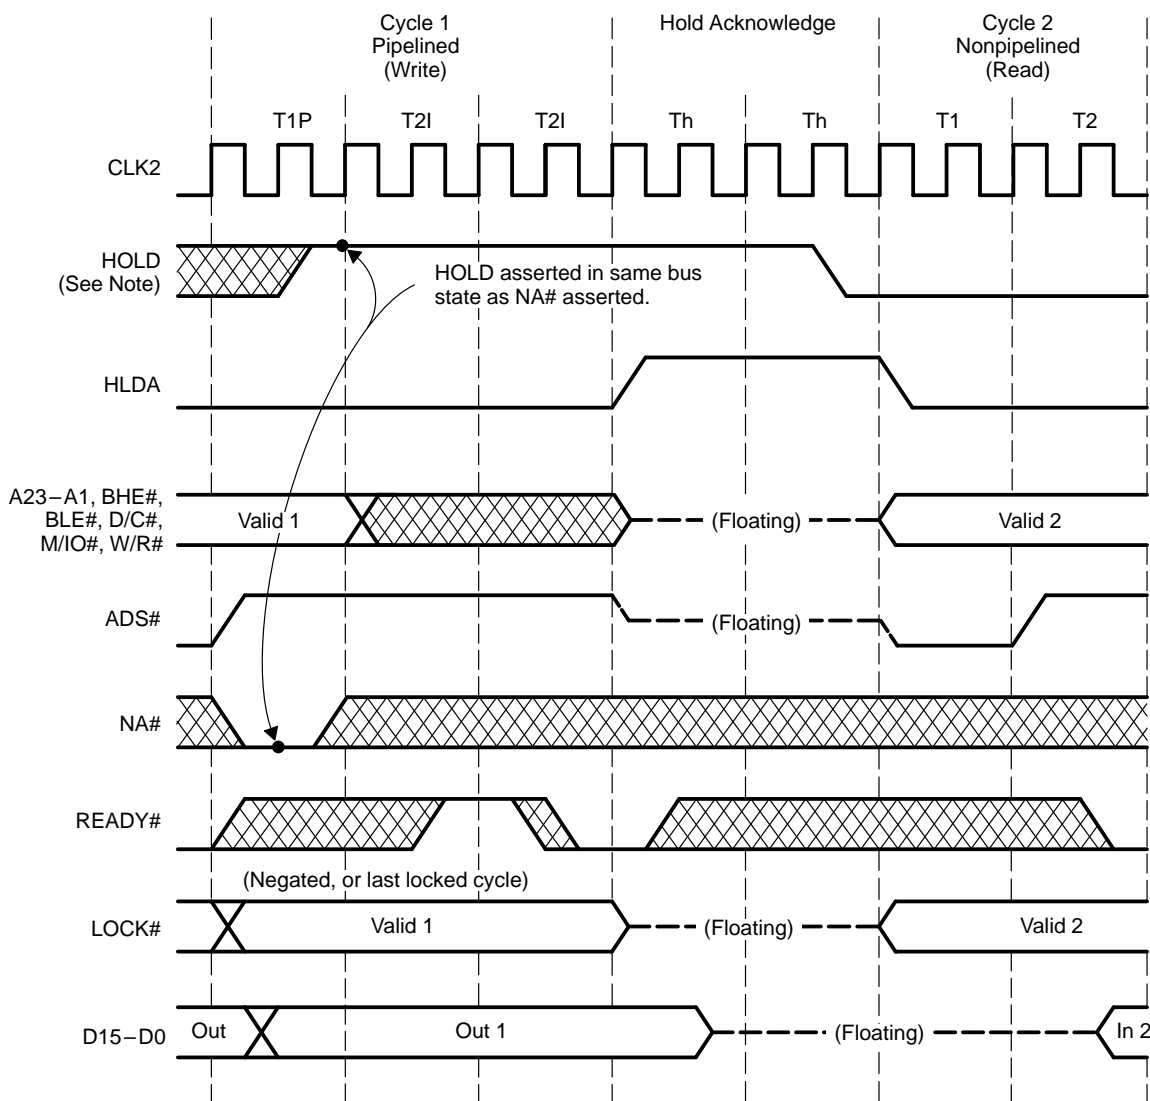 Cycle 1
Pipelined
(Write)
Hold Acknowledge
Cycle 2
Nonpipelined
(Read)
T1P
T2I
T2I
Th
Th
T1
T2
CLK2
HOLD
(See Note)
HOLD asserted in same bus
state as NA# asserted.
HLDA
A23–A1, BHE#,
BLE#, D/C#,
M/IO#, W/R#
Valid 1
(Floating)
Valid 2
ADS#
(Floating)
NA#
READY#
(Negated, or last locked cycle)
LOCK#
Valid 1
(Floating)
Valid 2
D15–D0
Out
Out 1
(Floating)
In 2